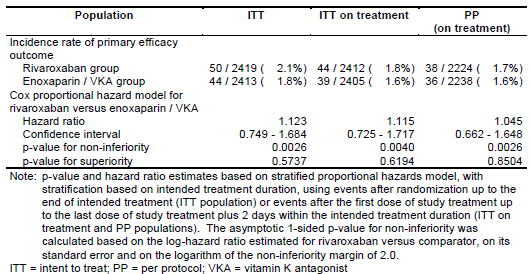 Population ITT ITT on treatment PP
(on treatment)
Incidence rate of primary efficacy
outcome
Rivaroxaban group 50 / 2419 ( 2.1%) 44 / 2412 ( 1.8%) 38 / 2224 ( 1.7%)
Enoxaparin / VKA group 44 / 2413 ( 1.8%) 39 / 2405 ( 1.6%) 36 / 2238 ( 1.6%)
Cox proportional hazard model for
rivaroxaban versus enoxaparin / VKA
Hazard ratio 1.123 1.115 1.045
Confidence interval 0.749 - 1.684 0.725 - 1.717 0.662 - 1.648
p-value for non-inferiority 0.0026 0.0040 0.0026
p-value for superiority 0.5737 0.6194 0.8504
Note: p-value and hazard ratio estimates based on stratified proportional hazards model, with
stratification based on intended treatment duration, using events after randomization up to the
end of intended treatment (ITT population) or events after the first dose of study treatment up
to the last dose of study treatment plus 2 days within the intended treatment duration (ITT on
treatment and PP populations). The asymptotic 1-sided p-value for non-inferiority was
calculated based on the log-hazard ratio estimated for rivaroxaban versus comparator, on its
standard error and on the logarithm of the non-inferiority margin of 2.0.
ITT = intent to treat; PP = per protocol; VKA = vitamin K antagonist